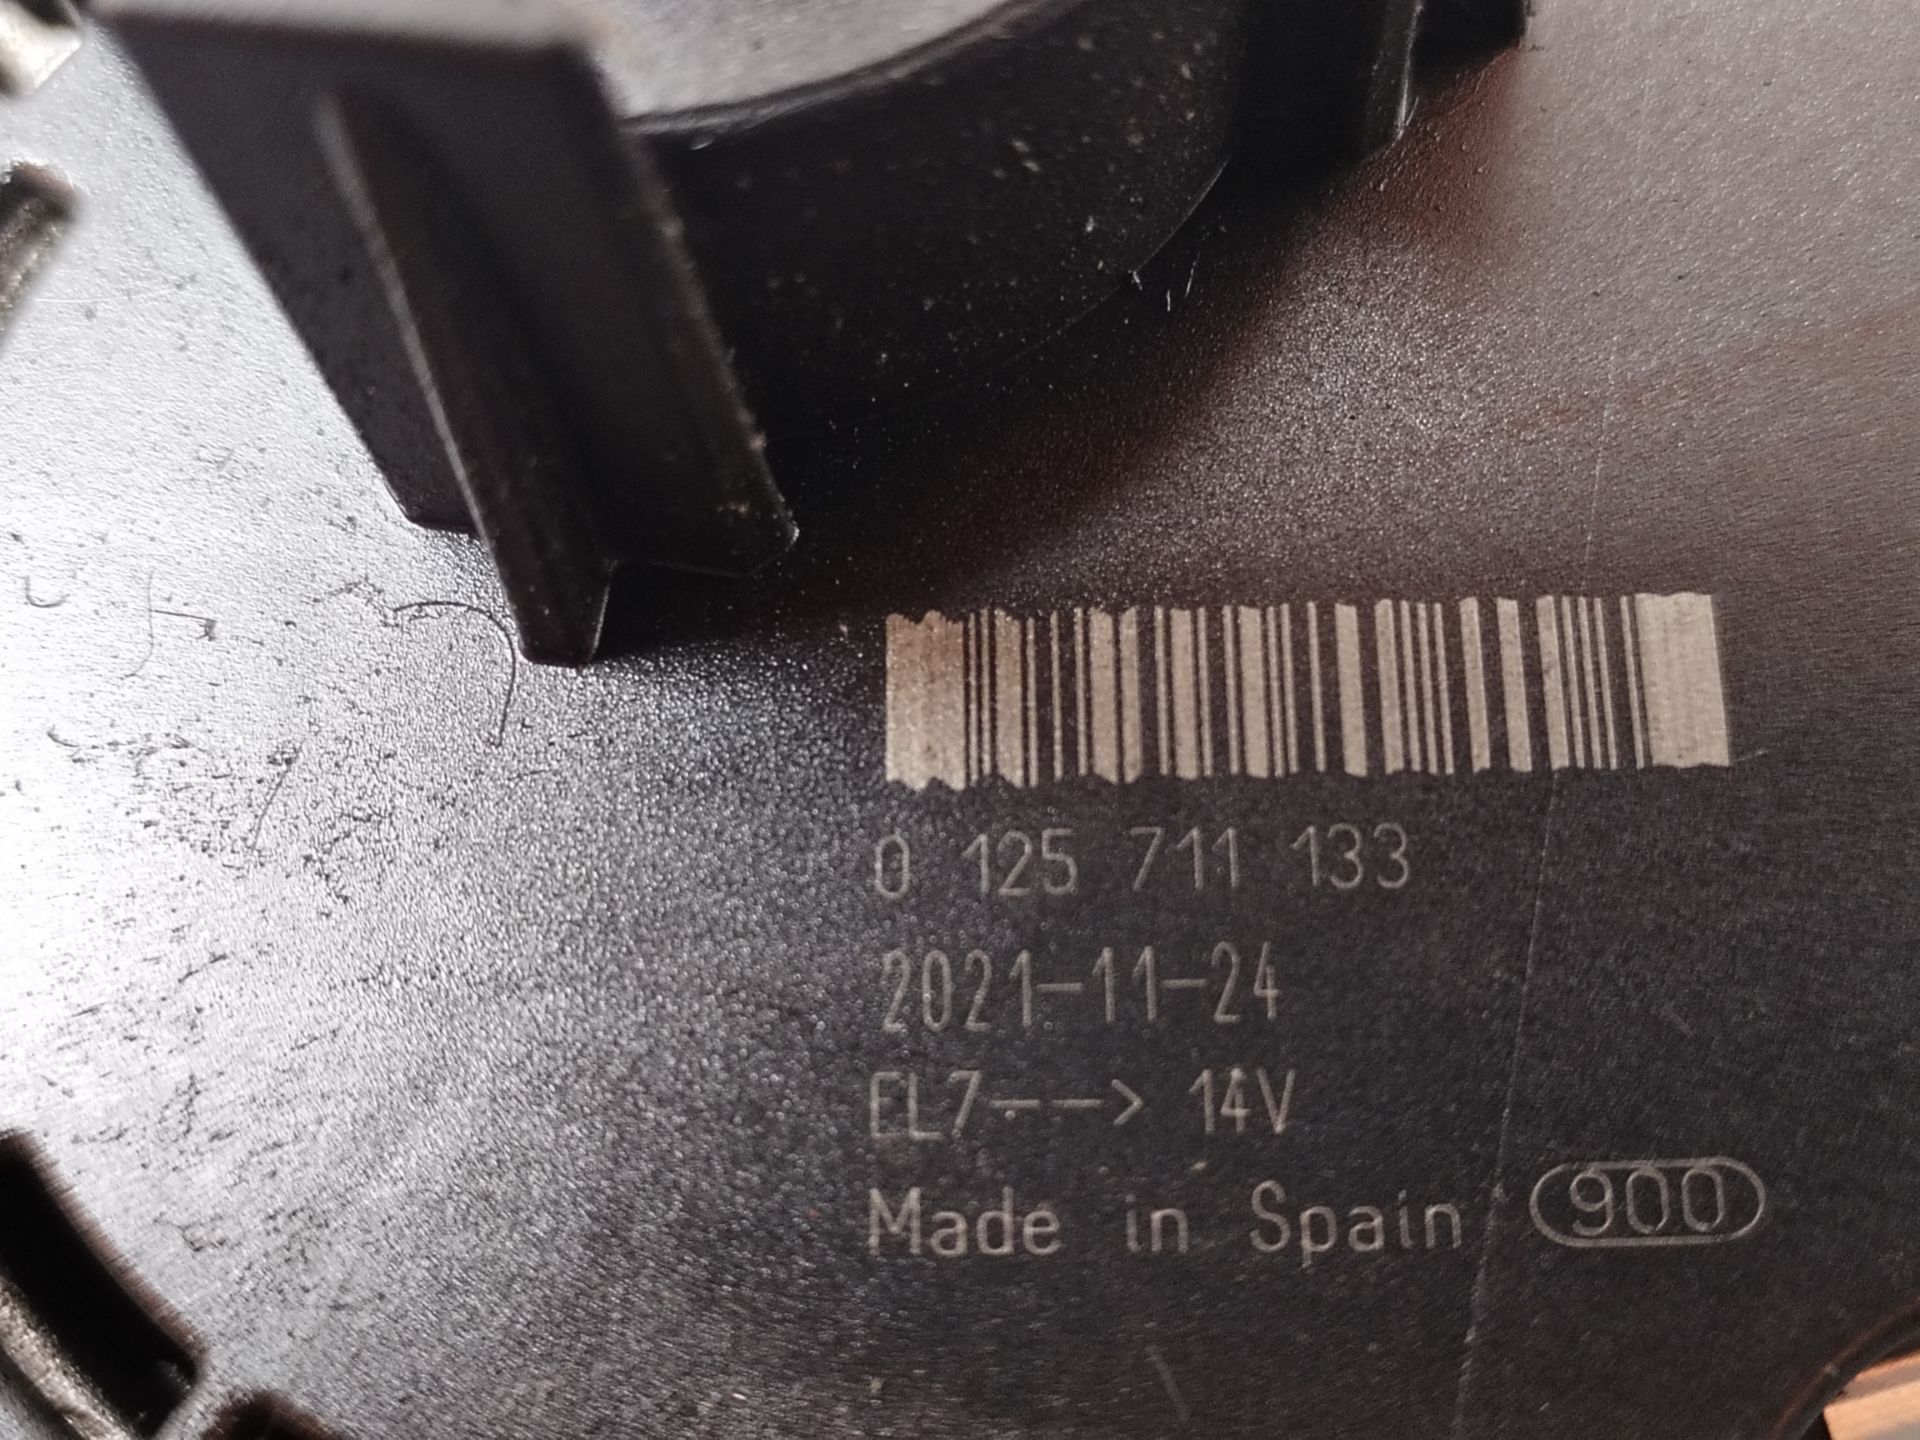 0 125 711 133
2021-11-24
EL7--> 14V
Made in Spain 900